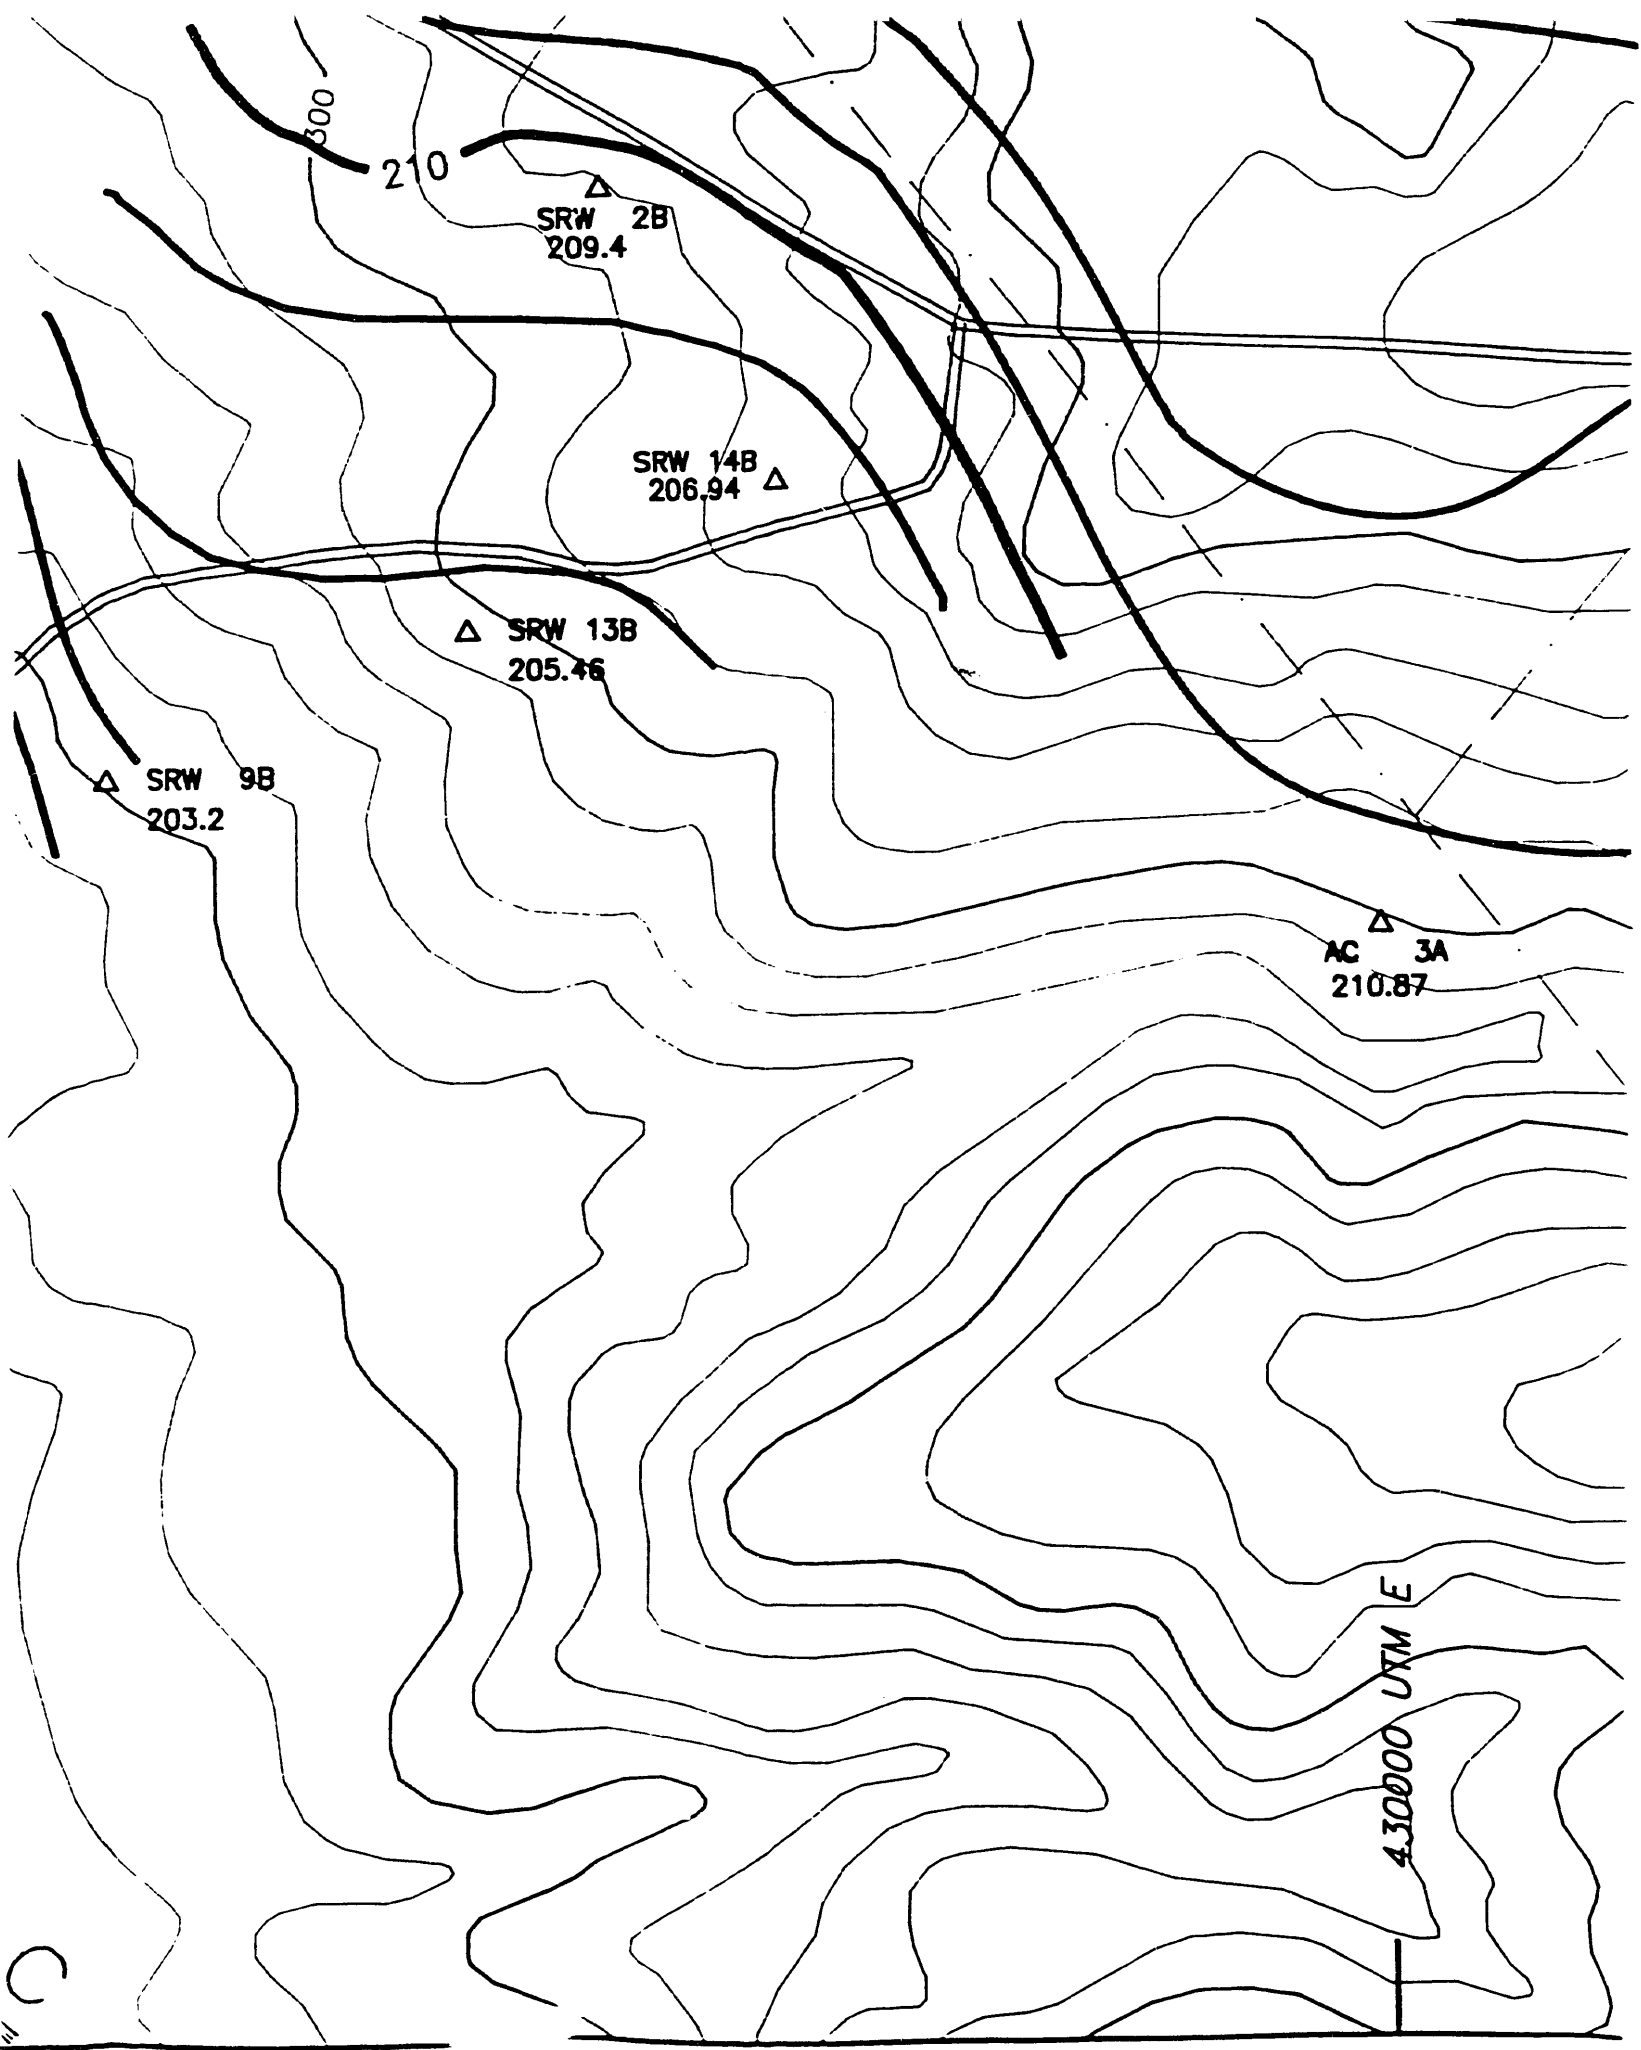 300
210
SRW 2B
209.4
SRW 14B
206.94
SRW 13B
205.46
SRW 9B
203.2
AC 3A
210.87
430000 UTM E